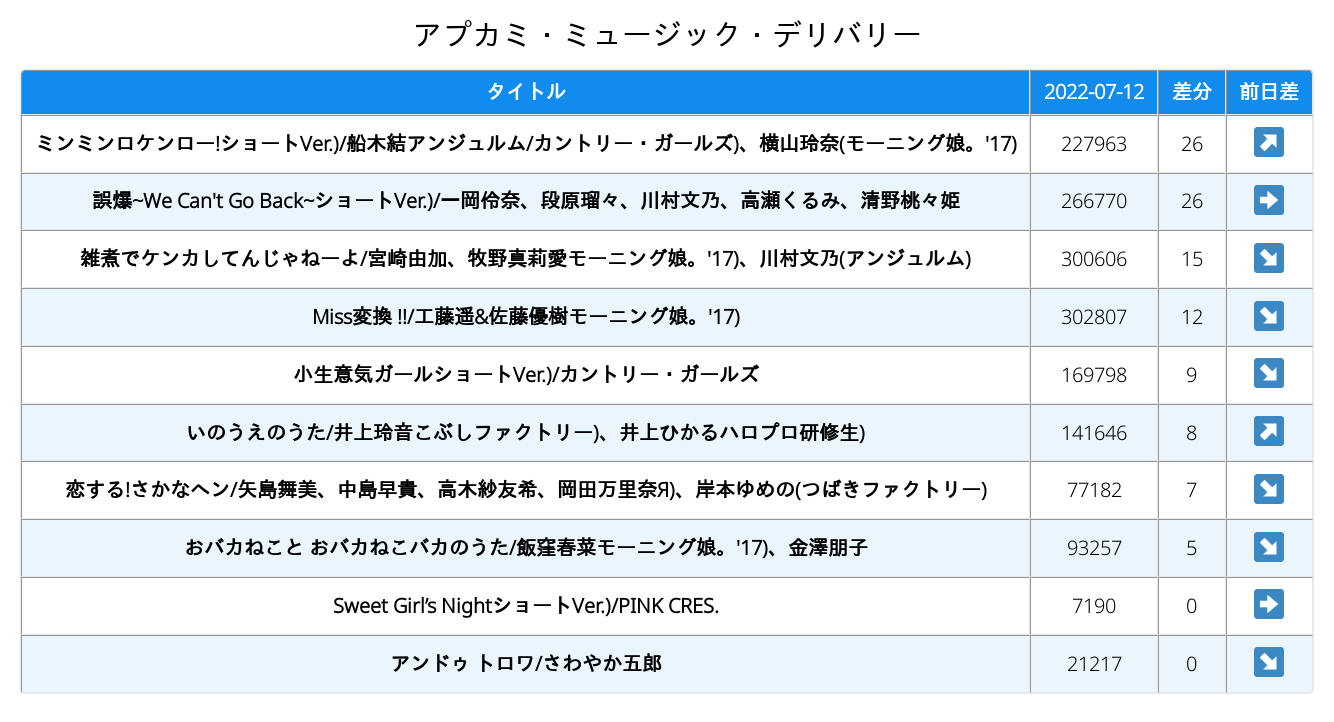 アプカミ・ミュージック・デリバリー
タイトル 2022-07-12 差分 前日差
ミンミンロケンロー!ショートVer.)/船木結アンジュルム/カントリー・ガールズ)、横山玲奈(モーニング娘。'17) 227963 26 ↗
誤爆~We Can't Go Back~ショートVer.)/一岡伶奈、段原瑠々、川村文乃、高瀬くるみ、清野桃々姫 266770 26 ➡
雑煮でケンカしてんじゃねーよ/宮崎由加、牧野真莉愛モーニング娘。'17)、川村文乃(アンジュルム) 300606 15 ↘
Miss変換 !!/工藤遥&佐藤優樹モーニング娘。'17) 302807 12 ↘
小生意気ガールショートVer.)/カントリー・ガールズ 169798 9 ↘
いのうえのうた/井上玲音こぶしファクトリー)、井上ひかるハロプロ研修生) 141646 8 ↗
恋する!さかなヘン/矢島舞美、中島早貴、高木紗友希、岡田万里奈Я)、岸本ゆめの(つばきファクトリー) 77182 7 ↘
おバカねこと おバカねこバカのうた/飯窪春菜モーニング娘。'17)、金澤朋子 93257 5 ↘
Sweet Girl’s NightショートVer.)/PINK CRES. 7190 0 ➡
アンドゥ トロワ/さわやか五郎 21217 0 ↘